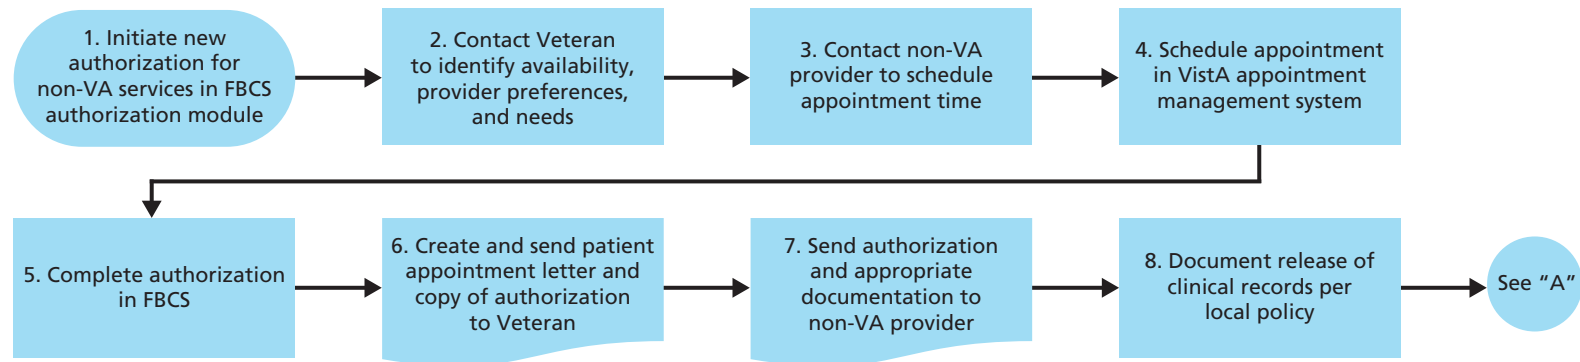 1. Initiate new
authorization for
non-VA services in FBCS
authorization module
2. Contact Veteran
to identify availability,
provider preferences,
and needs
3. Contact non-VA
provider to schedule
appointment time
4. Schedule appointment
in VistA appointment
management system
5. Complete authorization
in FBCS
6. Create and send patient
appointment letter and
copy of authorization
to Veteran
7. Send authorization
and appropriate
documentation to
non-VA provider
8. Document release of
clinical records per
local policy
See "A"